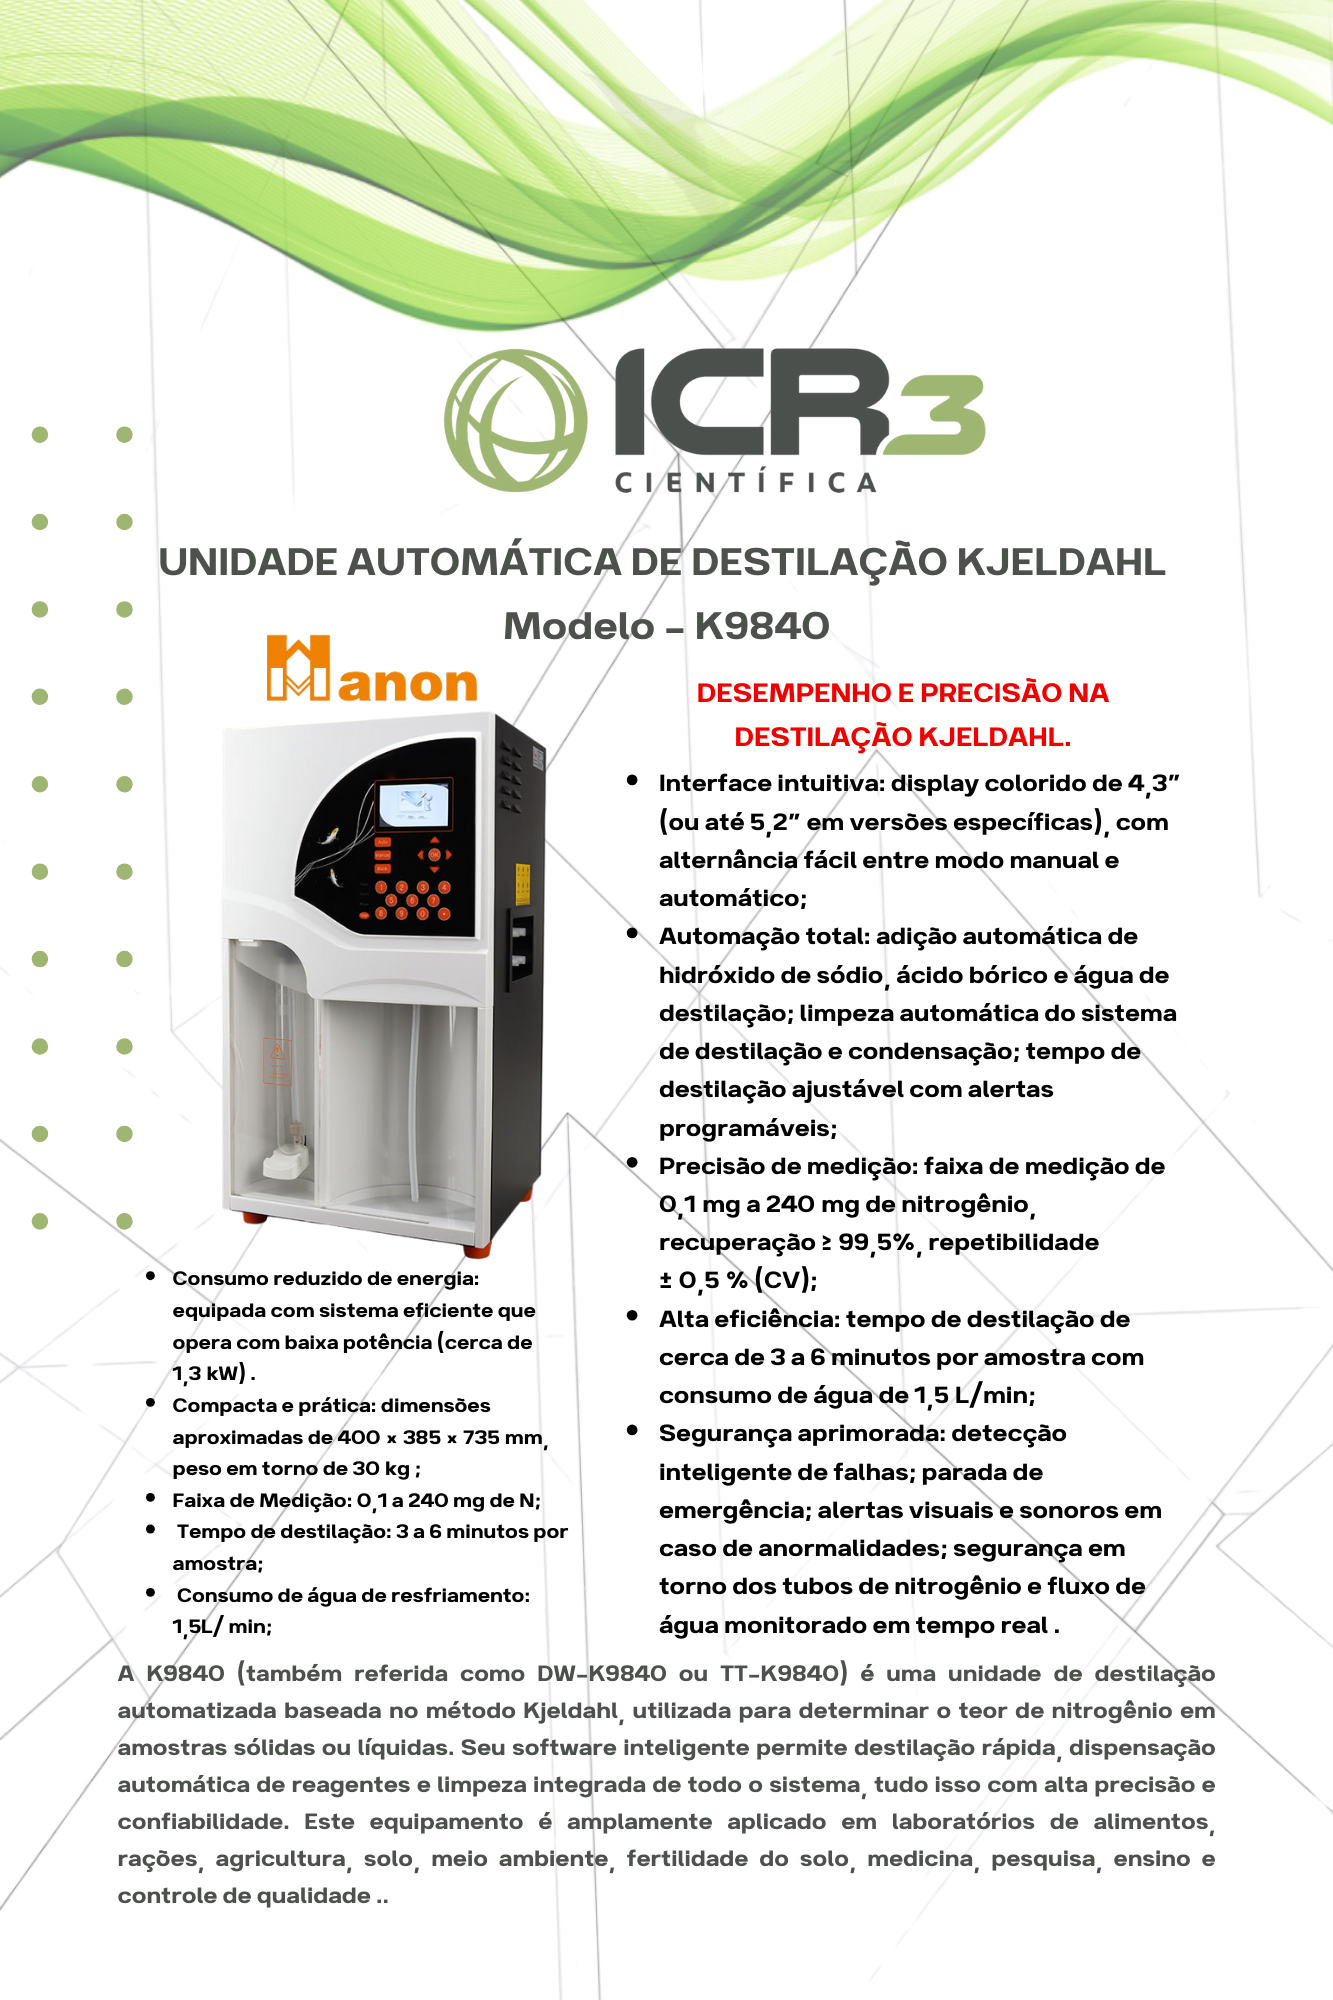 ICR3
CIENTÍFICA
UNIDADE AUTOMÁTICA DE DESTILAÇÃO KJELDAHL
Modelo - K9840
Hanon
DESEMPENHO E PRECISÃO NA
DESTILAÇÃO KJELDAHL.
• Interface intuitiva: display colorido de 4,3”
(ou até 5,2” em versões específicas), com
alternância fácil entre modo manual e
automático;
• Automação total: adição automática de
hidróxido de sódio, ácido bórico e água de
destilação; limpeza automática do sistema
de destilação e condensação; tempo de
destilação ajustável com alertas
programáveis;
• Precisão de medição: faixa de medição de
0,1 mg a 240 mg de nitrogênio,
recuperação ≥ 99,5%, repetibilidade
± 0,5 % (CV);
• Alta eficiência: tempo de destilação de
cerca de 3 a 6 minutos por amostra com
consumo de água de 1,5 L/min;
• Segurança aprimorada: detecção
inteligente de falhas; parada de
emergência; alertas visuais e sonoros em
caso de anormalidades; segurança em
torno dos tubos de nitrogênio e fluxo de
água monitorado em tempo real .
OK
1 2 3 4
5 6 7
8 9 0 •
• Consumo reduzido de energia:
equipada com sistema eficiente que
opera com baixa potência (cerca de
1,3 kW) .
• Compacta e prática: dimensões
aproximadas de 400 × 385 × 735 mm,
peso em torno de 30 kg ;
• Faixa de Medição: 0,1 a 240 mg de N;
• Tempo de destilação: 3 a 6 minutos por
amostra;
• Consumo de água de resfriamento:
1,5L/ min;
A K9840 (também referida como DW-K9840 ou TT-K9840) é uma unidade de destilação
automatizada baseada no método Kjeldahl, utilizada para determinar o teor de nitrogênio em
amostras sólidas ou líquidas. Seu software inteligente permite destilação rápida, dispensação
automática de reagentes e limpeza integrada de todo o sistema, tudo isso com alta precisão e
confiabilidade. Este equipamento é amplamente aplicado em laboratórios de alimentos,
rações, agricultura, solo, meio ambiente, fertilidade do solo, medicina, pesquisa, ensino e
controle de qualidade ..